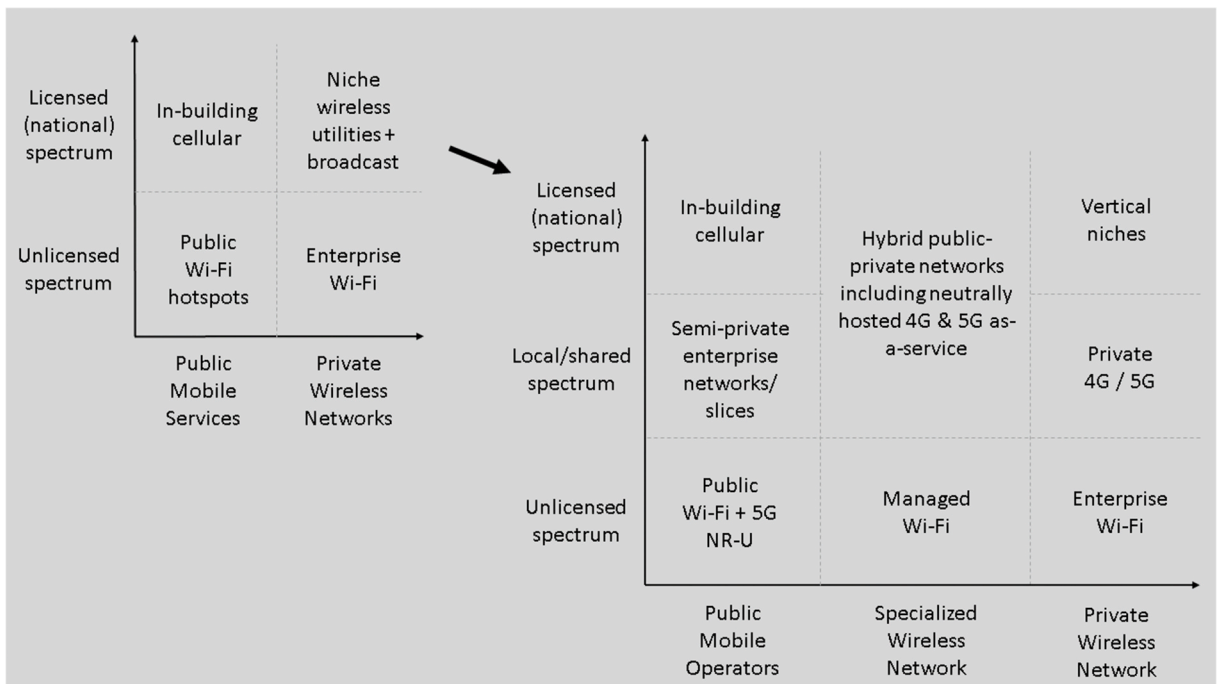 Licensed
(national)
spectrum
In-building
cellular
Niche
wireless
utilities +
broadcast
Unlicensed
spectrum
Public
Wi-Fi
hotspots
Enterprise
Wi-Fi
Public
Mobile
Services
Private
Wireless
Networks
Licensed
(national)
spectrum
In-building
cellular
Hybrid public-
private networks
including neutrally
hosted 4G & 5G as-
a-service
Vertical
niches
Local/shared
spectrum
Semi-private
enterprise
networks/
slices
Private
4G / 5G
Unlicensed
spectrum
Public
Wi-Fi + 5G
NR-U
Managed
Wi-Fi
Enterprise
Wi-Fi
Public
Mobile
Operators
Specialized
Wireless
Network
Private
Wireless
Network